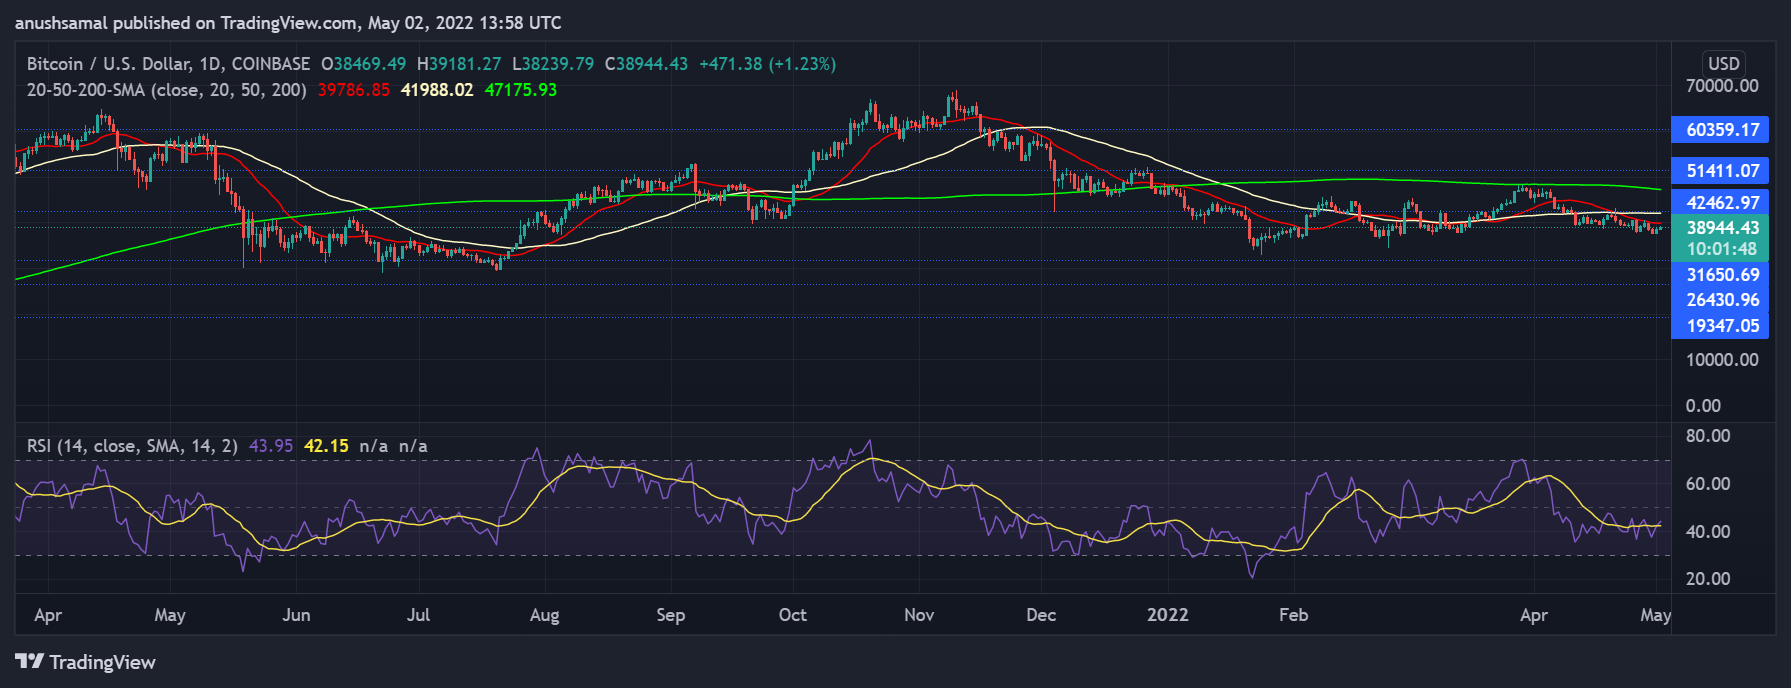 anushsamal published on TradingView.com, May 02, 2022 13:58 UTC
Bitcoin / U.S. Dollar, 1D, COINBASE O38469.49 H39181.27 L38239.79 C38944.43 +471.38 (+1.23%)
20-50-200-SMA (close, 20, 50, 200) 39786.85 41988.02 47175.93
USD
70000.00
60359.17
51411.07
42462.97
38944.43
10:01:48
31650.69
26430.96
19347.05
10000.00
0.00
RSI (14, close, SMA, 14, 2) 43.95 42.15 n/a n/a
80.00
60.00
40.00
20.00
Apr May Jun Jul Aug Sep Oct Nov Dec 2022 Feb Apr May
TradingView